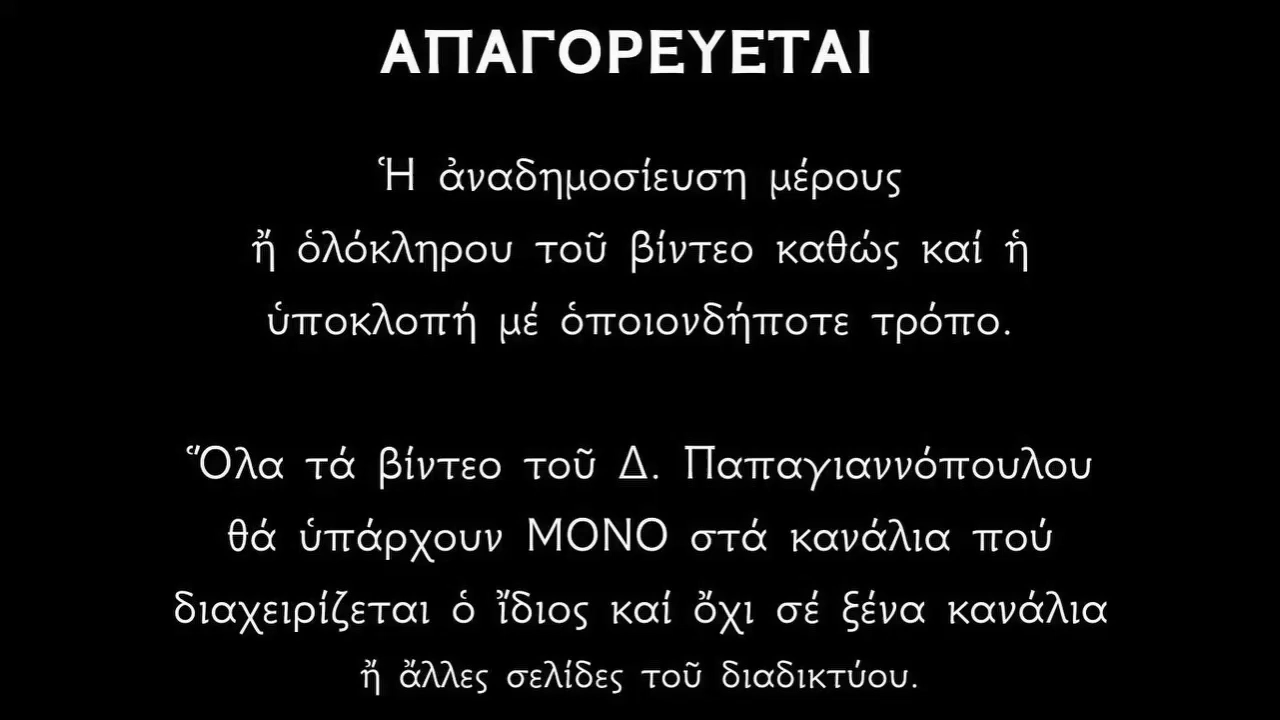 ΑΠΑΓΟΡΕΥΕΤΑΙ
Ἡ ἀναδημοσίευση μέρους
ἤ ὁλόκληρου τοῦ βίντεο καθώς καί ἡ
ὑποκλοπή μέ ὁποιονδήποτε τρόπο.
Ὅλα τά βίντεο τοῦ Δ. Παπαγιαννόπουλου
θά ὑπάρχουν ΜΟΝΟ στά κανάλια πού
διαχειρίζεται ὁ ἴδιος καί ὄχι σέ ξένα κανάλια
ἤ ἄλλες σελίδες τοῦ διαδικτύου.